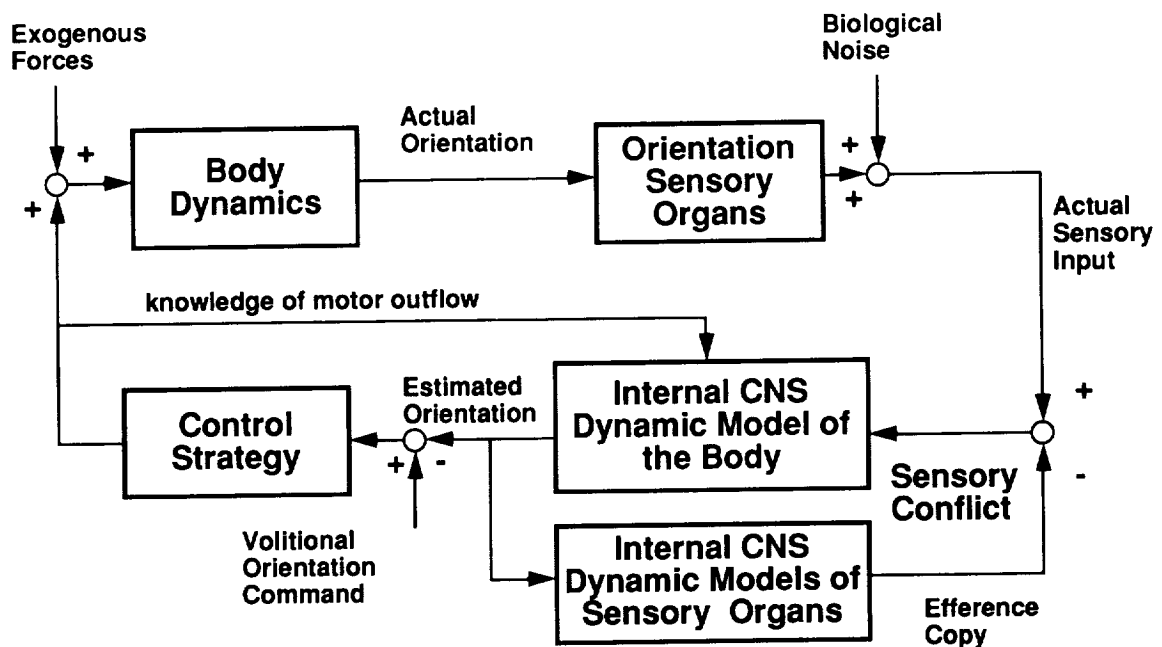 Exogenous
Forces
Biological
Noise
Actual
Orientation
+
Body
Dynamics
+
Orientation
Sensory
Organs
+
+
Actual
Sensory
Input
knowledge of motor outflow
Control
Strategy
Estimated
Orientation
+
-
Internal CNS
Dynamic Model of
the Body
+
-
Sensory
Conflict
Volitional
Orientation
Command
Internal CNS
Dynamic Models of
Sensory Organs
Efference
Copy